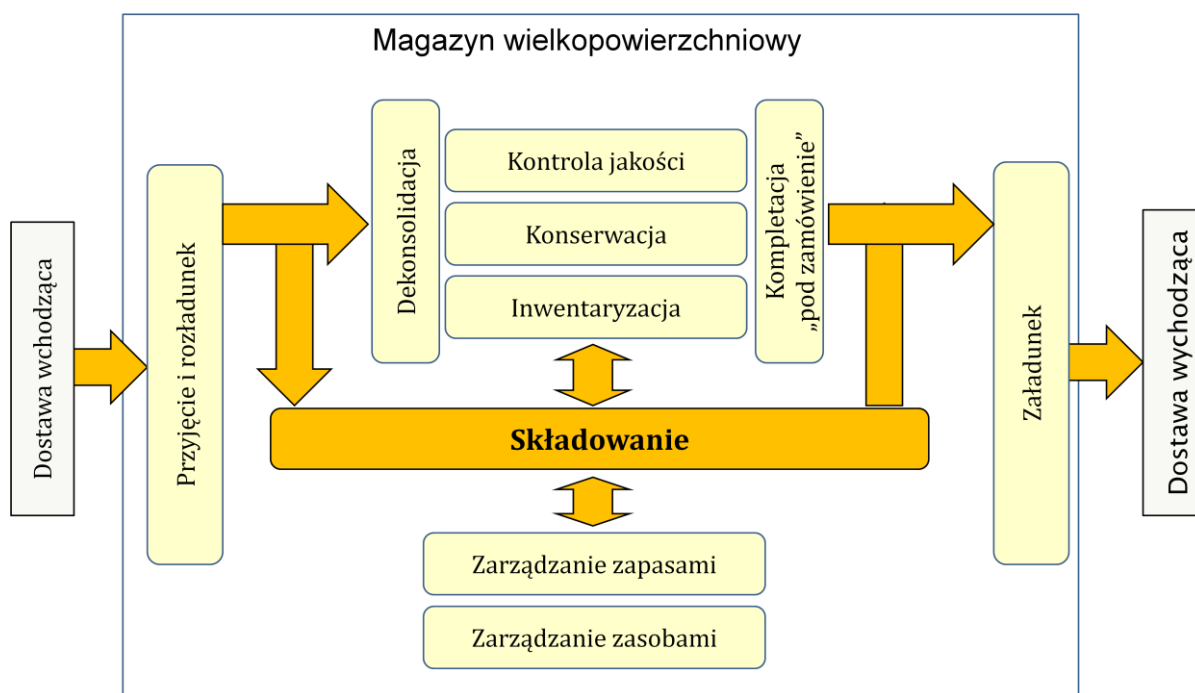 Magazyn wielkopowierzchniowy
Dostawa wchodząca
Przyjęcie i rozładunek
Dekonsolidacja
Kontrola jakości
Konserwacja
Inwentaryzacja
Kompletacja
„pod zamówienie”
Składowanie
Zarządzanie zapasami
Zarządzanie zasobami
Załadunek
Dostawa wychodząca